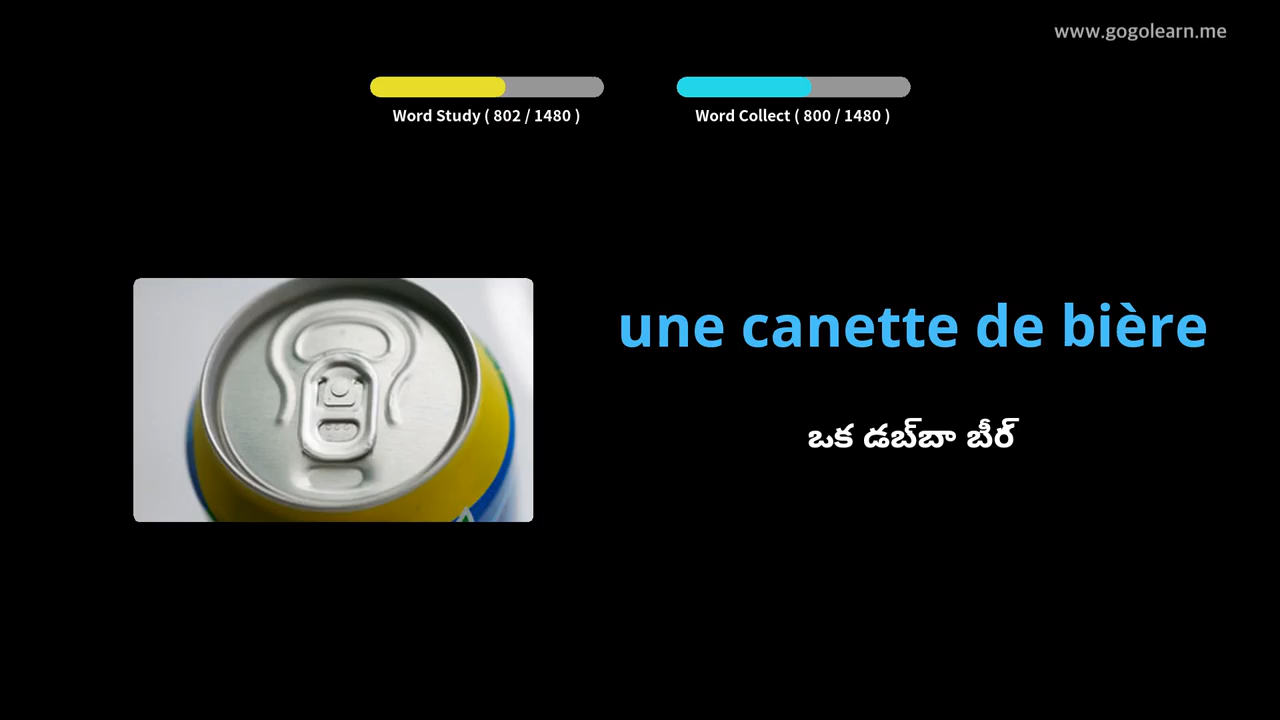 www.gogolearn.me
Word Study ( 802 / 1480 )
Word Collect ( 800 / 1480 )
une canette de bière
ఒక డబ్‌బా బీర్